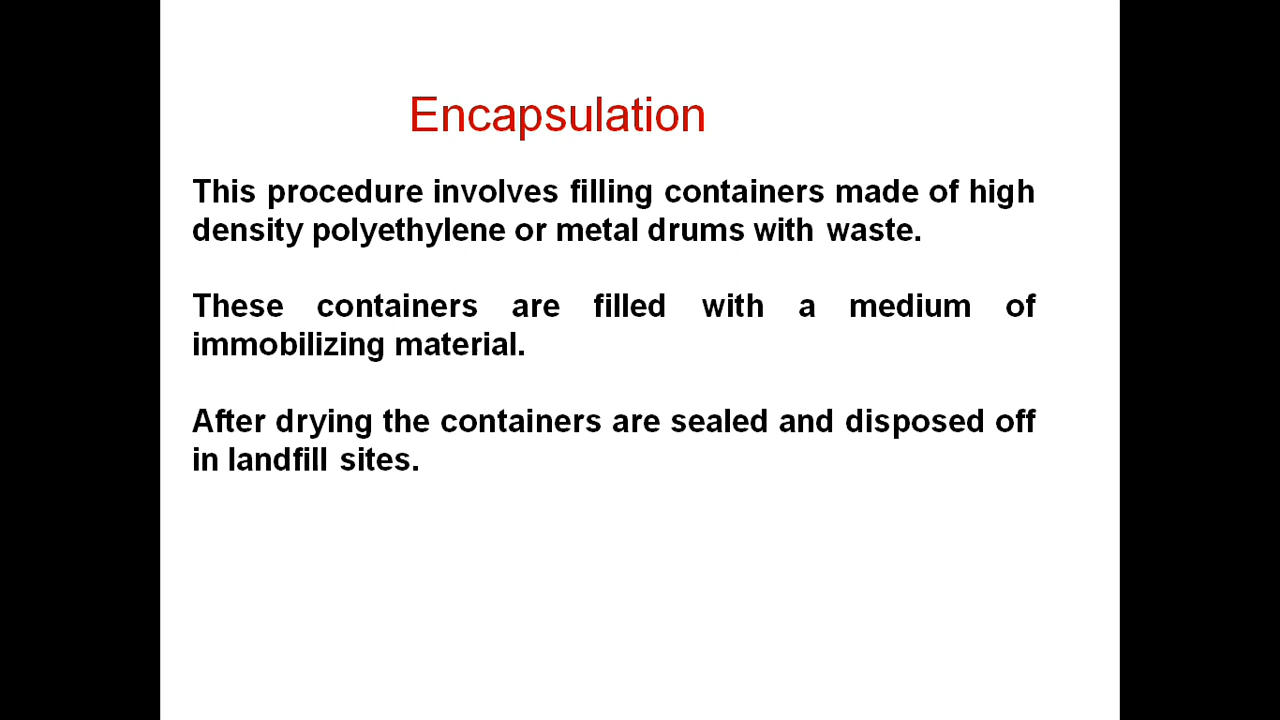 Encapsulation
This procedure involves filling containers made of high
density polyethylene or metal drums with waste.
These containers are filled with a medium of
immobilizing material.
After drying the containers are sealed and disposed off
in landfill sites.